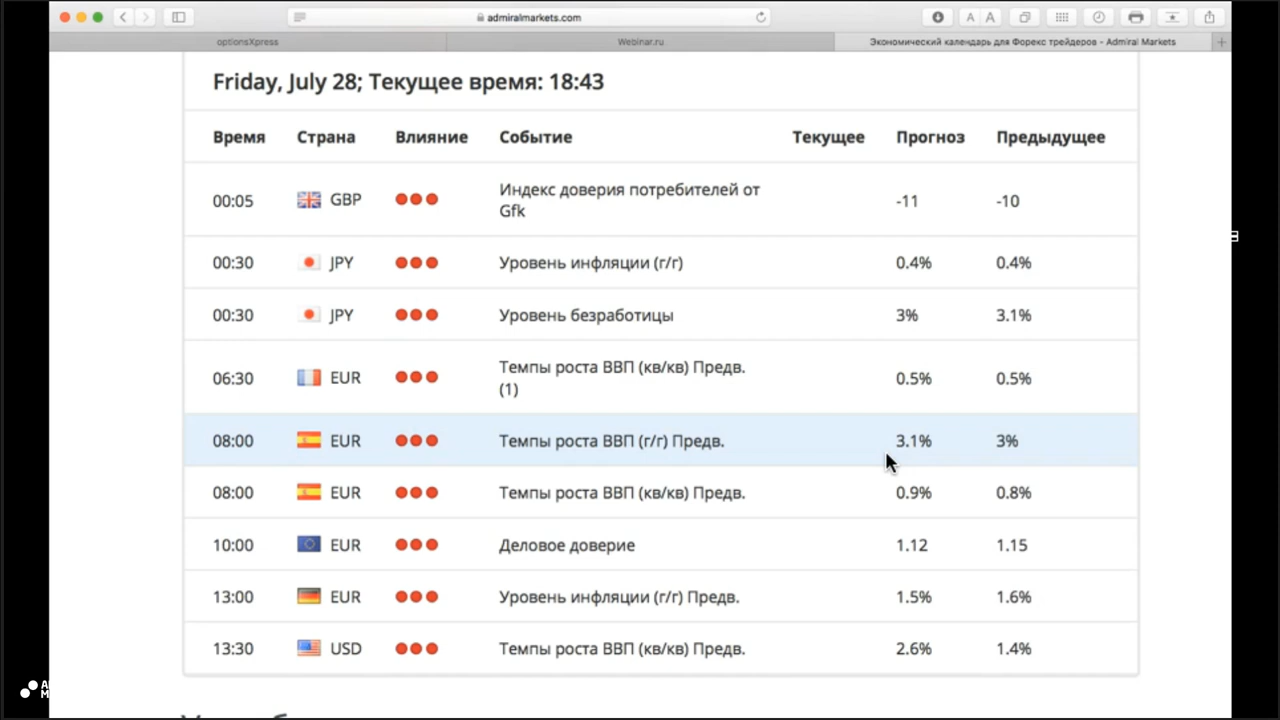 admiralmarkets.com
A A
optionsXpress Webinar.ru Экономический календарь для Форекс трейдеров - Admiral Markets
Friday, July 28; Текущее время: 18:43
Время Страна Влияние Событие Текущее Прогноз Предыдущее
00:05 GBP Индекс доверия потребителей от -11 -10
Gfk
00:30 JPY Уровень инфляции (г/г) 0.4% 0.4%
00:30 JPY Уровень безработицы 3% 3.1%
06:30 EUR Темпы роста ВВП (кв/кв) Предв. 0.5% 0.5%
(1)
08:00 EUR Темпы роста ВВП (г/г) Предв. 3.1% 3%
08:00 EUR Темпы роста ВВП (кв/кв) Предв. 0.9% 0.8%
10:00 EUR Деловое доверие 1.12 1.15
13:00 EUR Уровень инфляции (г/г) Предв. 1.5% 1.6%
13:30 USD Темпы роста ВВП (кв/кв) Предв. 2.6% 1.4%